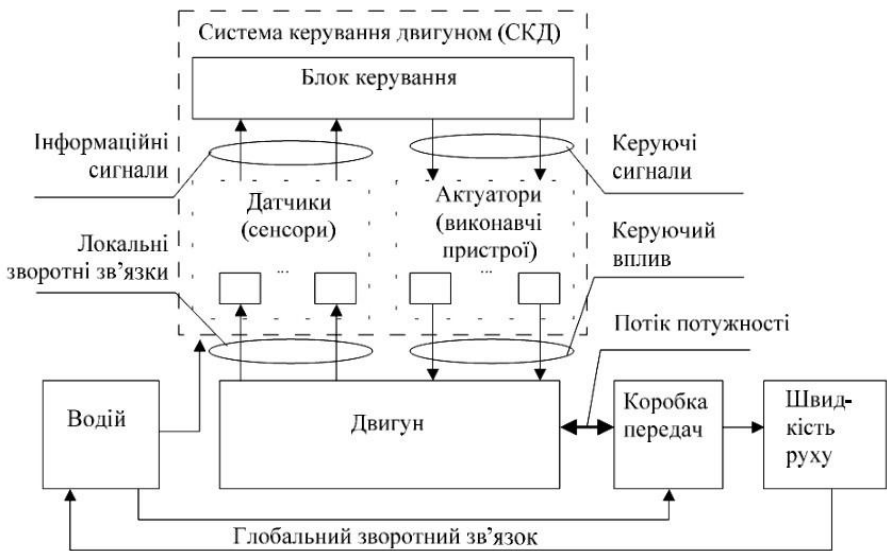 Система керування двигуном (СКД)
Блок керування
Інформаційні
сигнали
Керуючі
сигнали
Датчики
(сенсори)
...
Актуатори
(виконавчі
пристрої)
...
Локальні
зворотні зв’язки
Керуючий
вплив
Потік потужності
Водій
Двигун
Коробка
передач
Швид-
кість
руху
Глобальний зворотний зв’язок